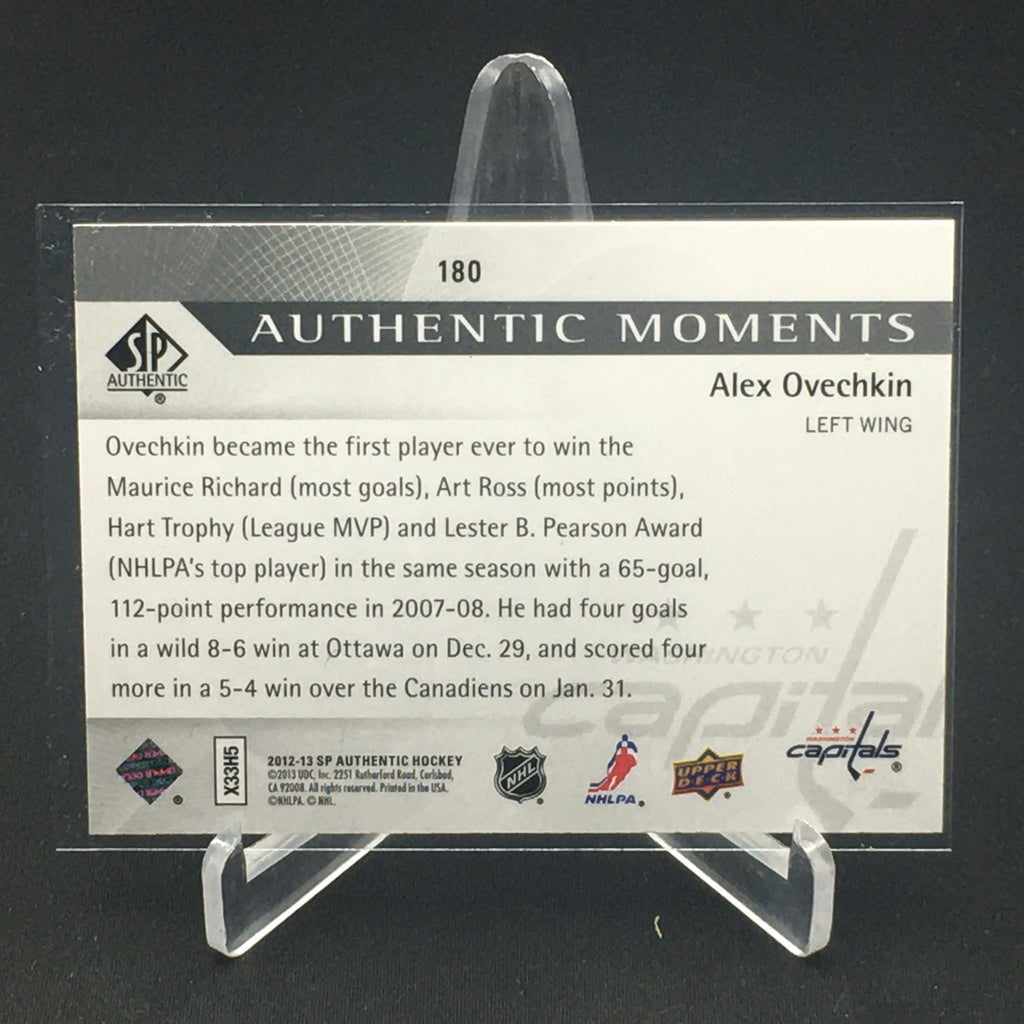 180
AUTHENTIC MOMENTS
SP
AUTHENTIC
®
Alex Ovechkin
LEFT WING
Ovechkin became the first player ever to win the
Maurice Richard (most goals), Art Ross (most points),
Hart Trophy (League MVP) and Lester B. Pearson Award
(NHLPA's top player) in the same season with a 65-goal,
112-point performance in 2007-08. He had four goals
in a wild 8-6 win at Ottawa on Dec. 29, and scored four
more in a 5-4 win over the Canadiens on Jan. 31.
WASHINGTON
capital
X33H5
2012-13 SP AUTHENTIC HOCKEY
©2013 UDC, Inc. 2251 Rutherford Road, Carlsbad,
CA 92008. All rights reserved. Printed in the USA.
©NHLPA. © NHL.
NHL
NHLPA®
UPPER
DECK
WASHINGTON
capitals®